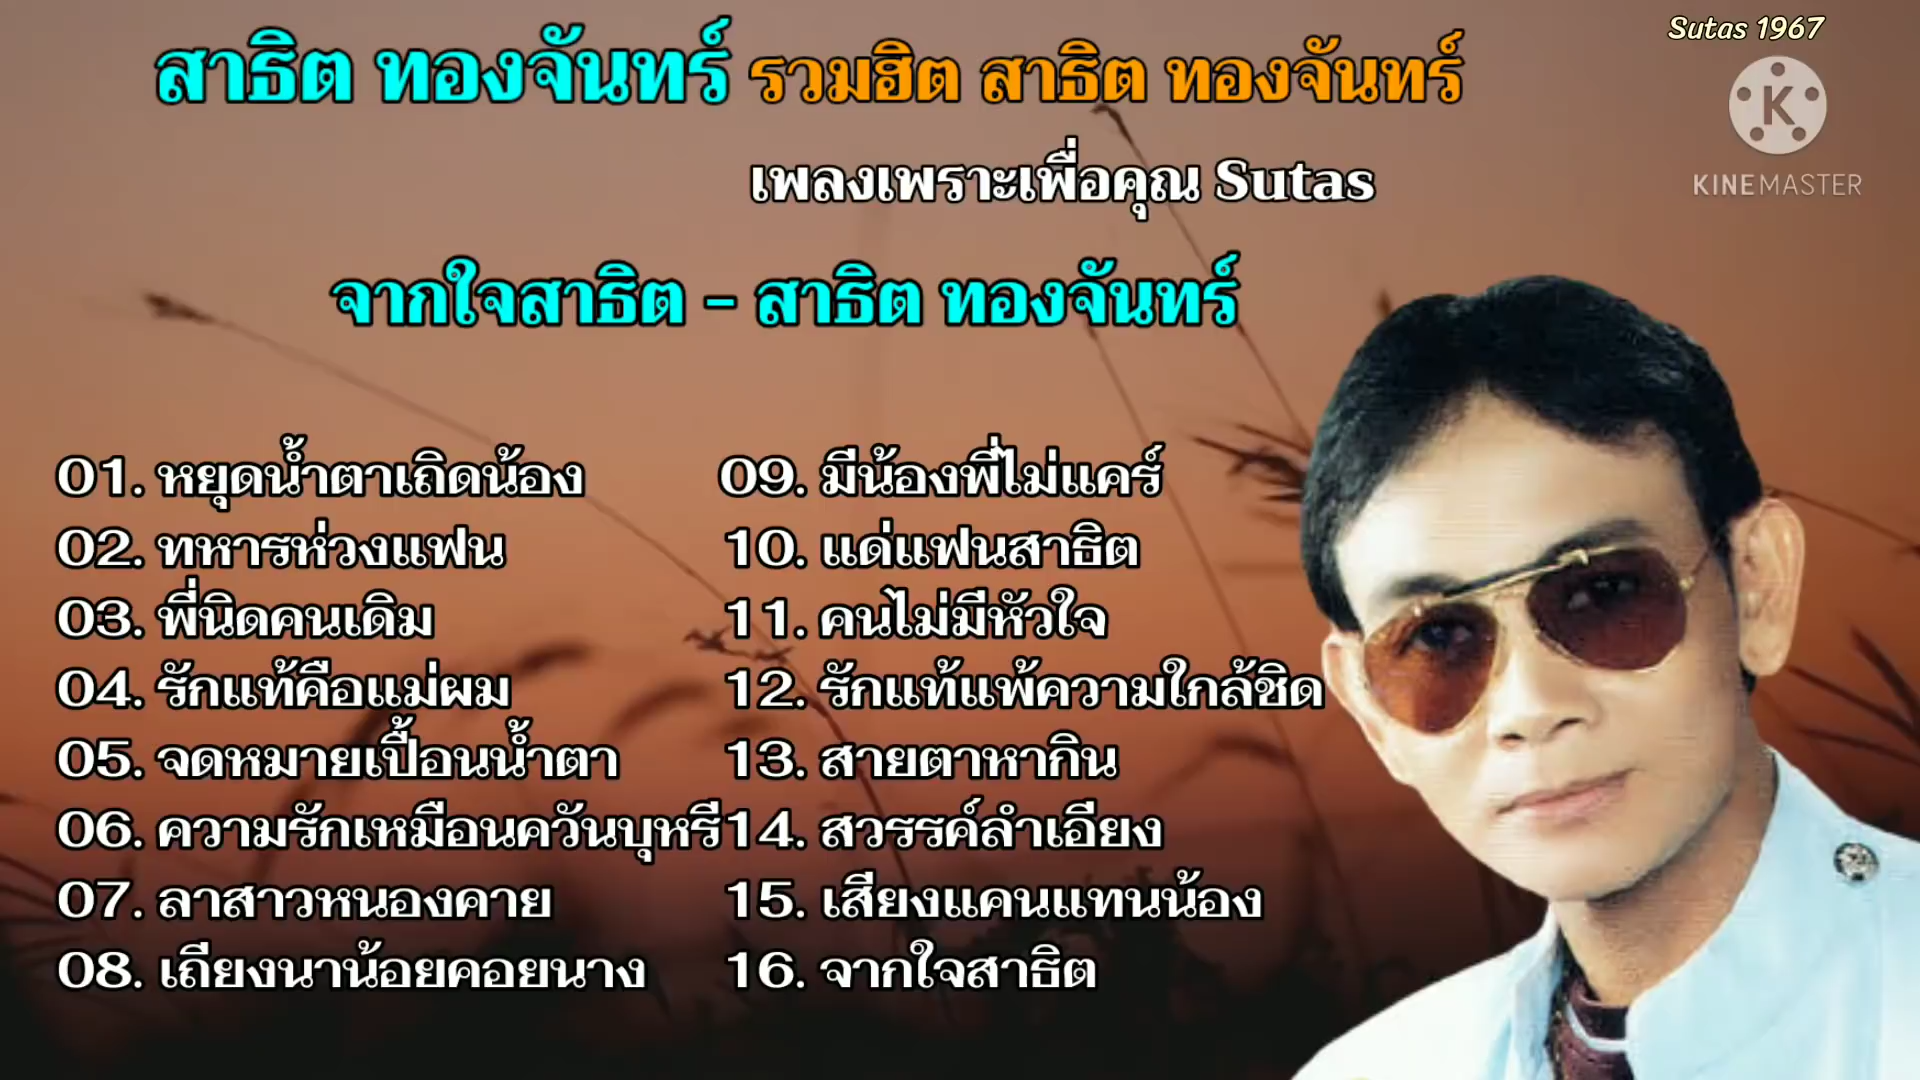 Sutas 1967
สาธิต ทองจันทร์ รวมฮิต สาธิต ทองจันทร์
K
KINEMASTER
เพลงเพราะเพื่อคุณ Sutas
จากใจสาธิต - สาธิต ทองจันทร์
01. หยุดน้ำตาเถิดน้อง
02. ทหารห่วงแฟน
03. พี่นิดคนเดิม
04. รักแท้คือแม่ผม
05. จดหมายเปื้อนน้ำตา
06. ความรักเหมือนควันบุหรี่
07. ลาสาวหนองคาย
08. เถียงนาน้อยคอยนาง
09. มีน้องพี่ไม่แคร์
10. แด่แฟนสาธิต
11. คนไม่มีหัวใจ
12. รักแท้แพ้ความใกล้ชิด
13. สายตาหากิน
14. สวรรค์ลำเอียง
15. เสียงแคนแทนน้อง
16. จากใจสาธิต